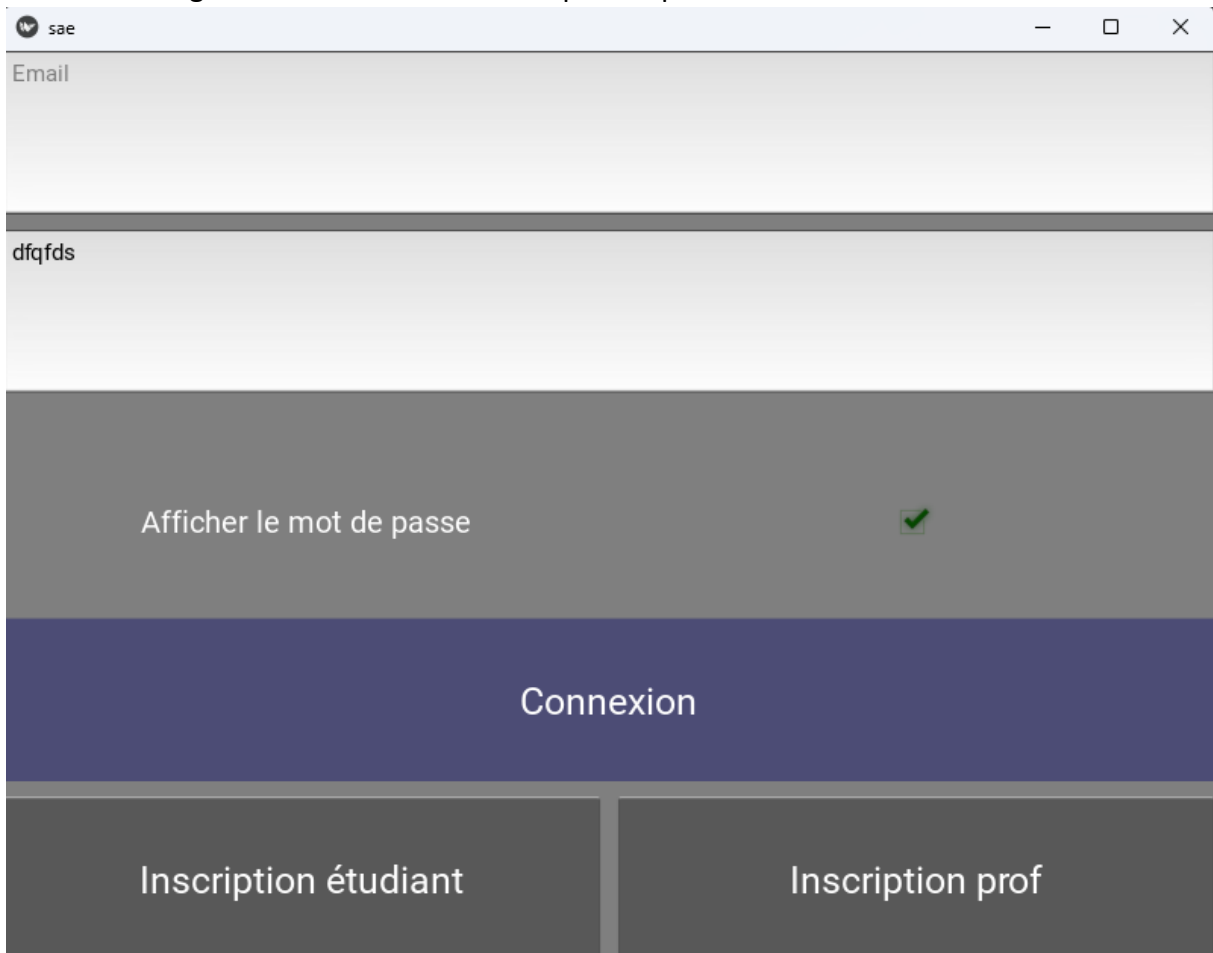 sae
Email
dfqfds
Afficher le mot de passe
Connexion
Inscription étudiant
Inscription prof